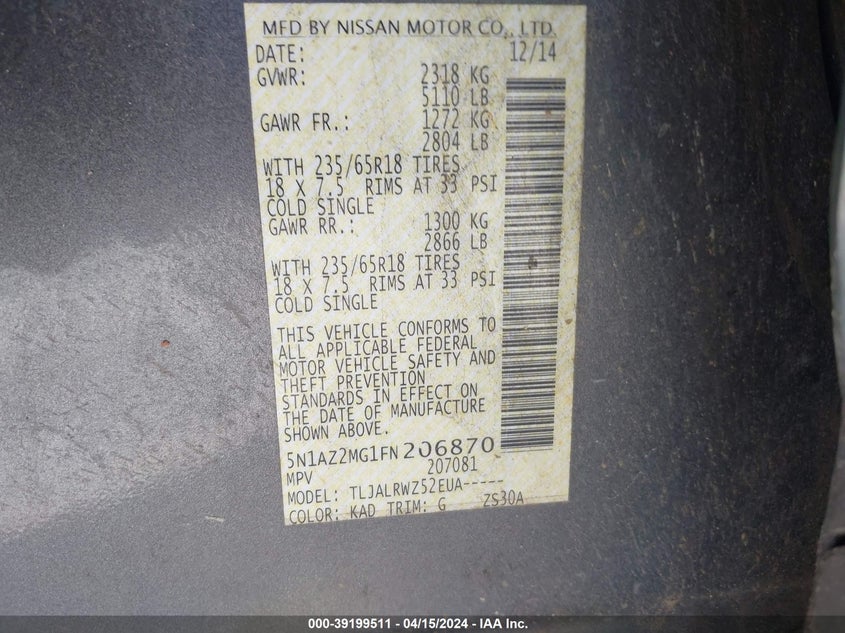 MFD BY NISSAN MOTOR CO., LTD.
DATE: 12/14
GVWR: 2318 KG
5110 LB
GAWR FR.: 1272 KG
2804 LB
WITH 235/65R18 TIRES
18 X 7.5 RIMS AT 33 PSI
COLD SINGLE
GAWR RR.: 1300 KG
2866 LB
WITH 235/65R18 TIRES
18 X 7.5 RIMS AT 33 PSI
COLD SINGLE
THIS VEHICLE CONFORMS TO
ALL APPLICABLE FEDERAL
MOTOR VEHICLE SAFETY AND
THEFT PREVENTION
STANDARDS IN EFFECT ON
THE DATE OF MANUFACTURE
SHOWN ABOVE.
5N1AZ2MG1FN206870
MPV 207081
MODEL: TLJALRWZ52EUA-----
COLOR: KAD TRIM: G ZS30A
000-39199511 - 04/15/2024 - IAA Inc.